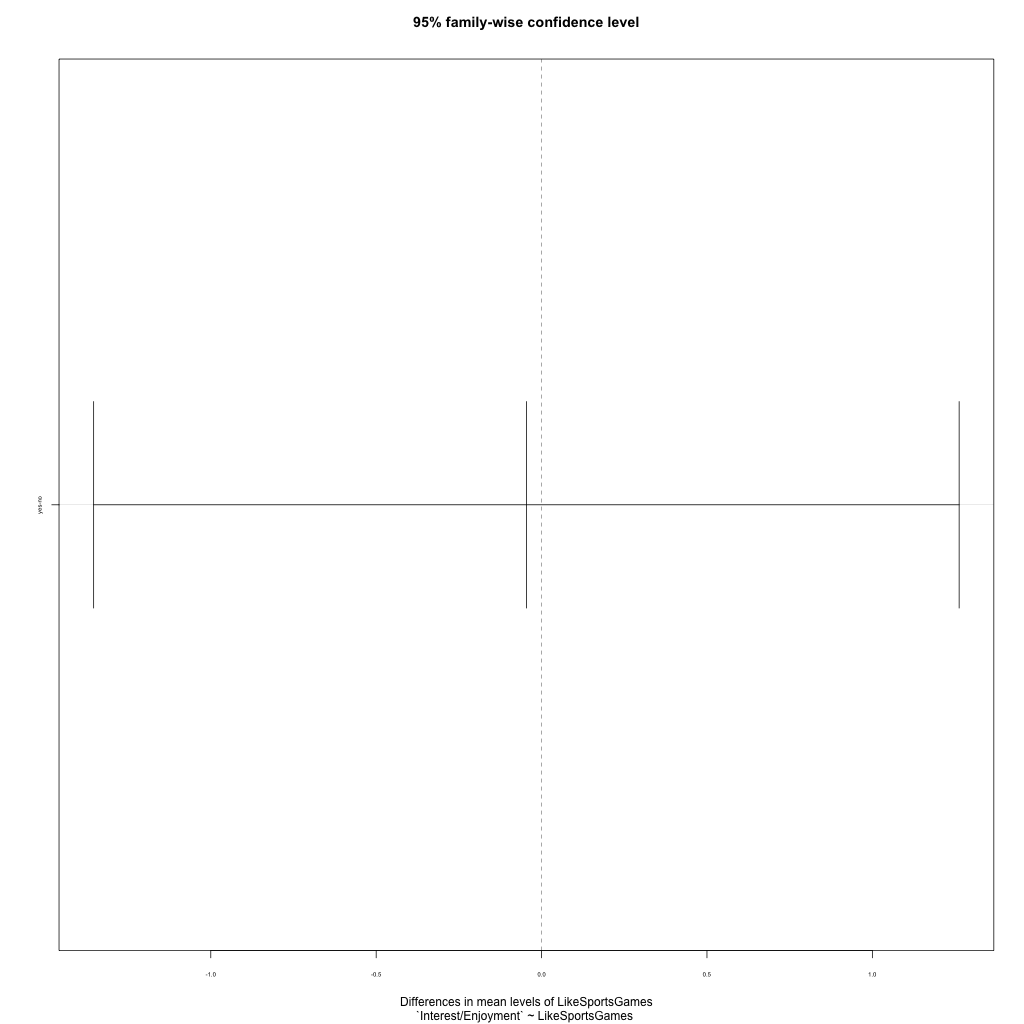 95% family-wise confidence level
yes-no
-1.0 -0.5 0.0 0.5 1.0
Differences in mean levels of LikeSportsGames
`Interest/Enjoyment` ~ LikeSportsGames